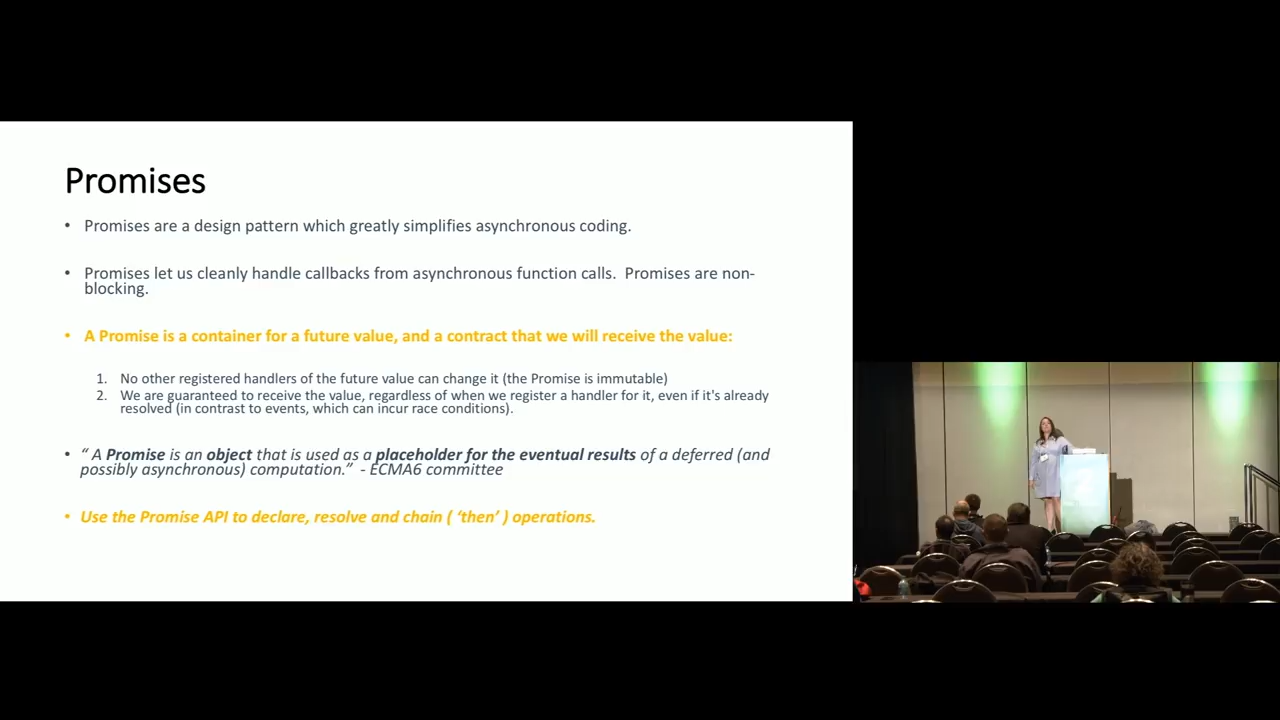 Promises
• Promises are a design pattern which greatly simplifies asynchronous coding.
• Promises let us cleanly handle callbacks from asynchronous function calls.  Promises are non-
blocking.
• A Promise is a container for a future value, and a contract that we will receive the value:
1. No other registered handlers of the future value can change it (the Promise is immutable)
2. We are guaranteed to receive the value, regardless of when we register a handler for it, even if it's already
resolved (in contrast to events, which can incur race conditions).
• “ A Promise is an object that is used as a placeholder for the eventual results of a deferred (and
possibly asynchronous) computation.”  - ECMA6 committee
• Use the Promise API to declare, resolve and chain ( ‘then’ ) operations.